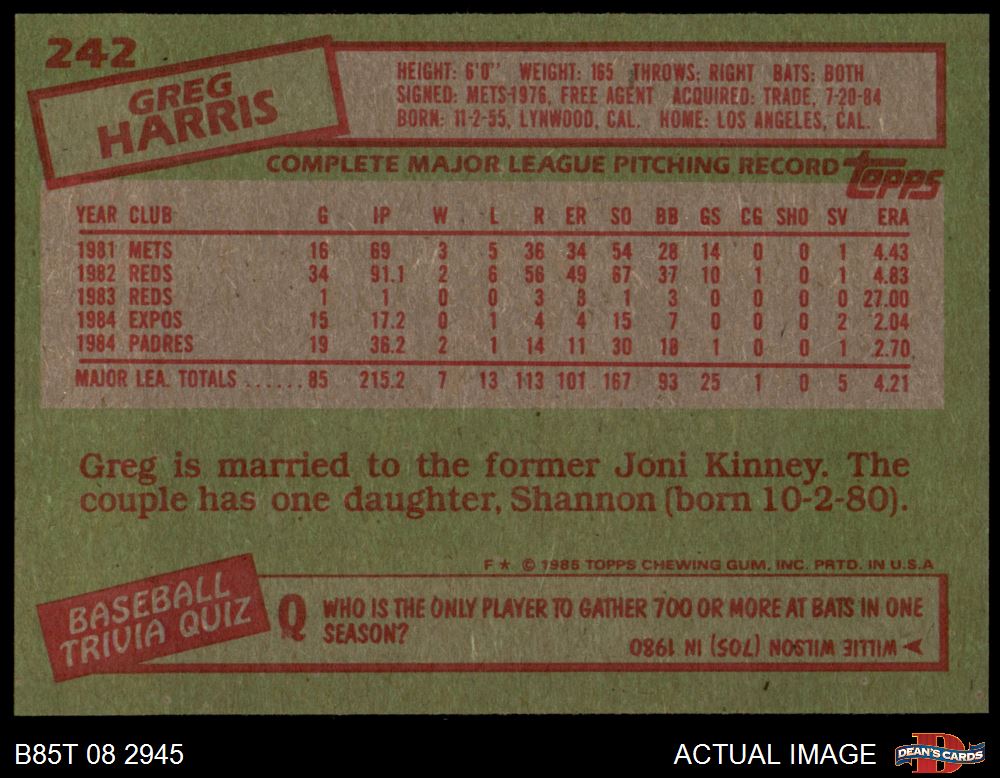 242
GREG
HARRIS
HEIGHT: 6'0" WEIGHT: 165 THROWS: RIGHT BATS: BOTH
SIGNED: METS-1976, FREE AGENT ACQUIRED: TRADE, 7-20-84
BORN: 11-2-55, LYNWOOD, CAL. HOME: LOS ANGELES, CAL.
COMPLETE MAJOR LEAGUE PITCHING RECORD topps
YEAR CLUB G IP W L R ER SO BB GS CG SHO SV ERA
1981 METS 16 69 3 5 36 34 54 28 14 0 0 1 4.43
1982 REDS 34 91.1 2 6 56 49 67 37 10 1 0 1 4.83
1983 REDS 1 1 0 0 3 3 1 3 0 0 0 0 27.00
1984 EXPOS 15 17.2 0 1 4 4 15 7 0 0 0 2 2.04
1984 PADRES 19 36.2 2 1 14 11 30 18 1 0 0 1 2.70
MAJOR LEA. TOTALS ...... 85 215.2 7 13 113 101 167 93 25 1 0 5 4.21
Greg is married to the former Joni Kinney. The
couple has one daughter, Shannon (born 10-2-80).
F ★ © 1985 TOPPS CHEWING GUM, INC. PRTD. IN U.S.A
BASEBALL
TRIVIA QUIZ
Q WHO IS THE ONLY PLAYER TO GATHER 700 OR MORE AT BATS IN ONE
SEASON?
WILLIE WILSON (705) IN 1980
B85T 08 2945
ACTUAL IMAGE
D
DEAN'S CARDS